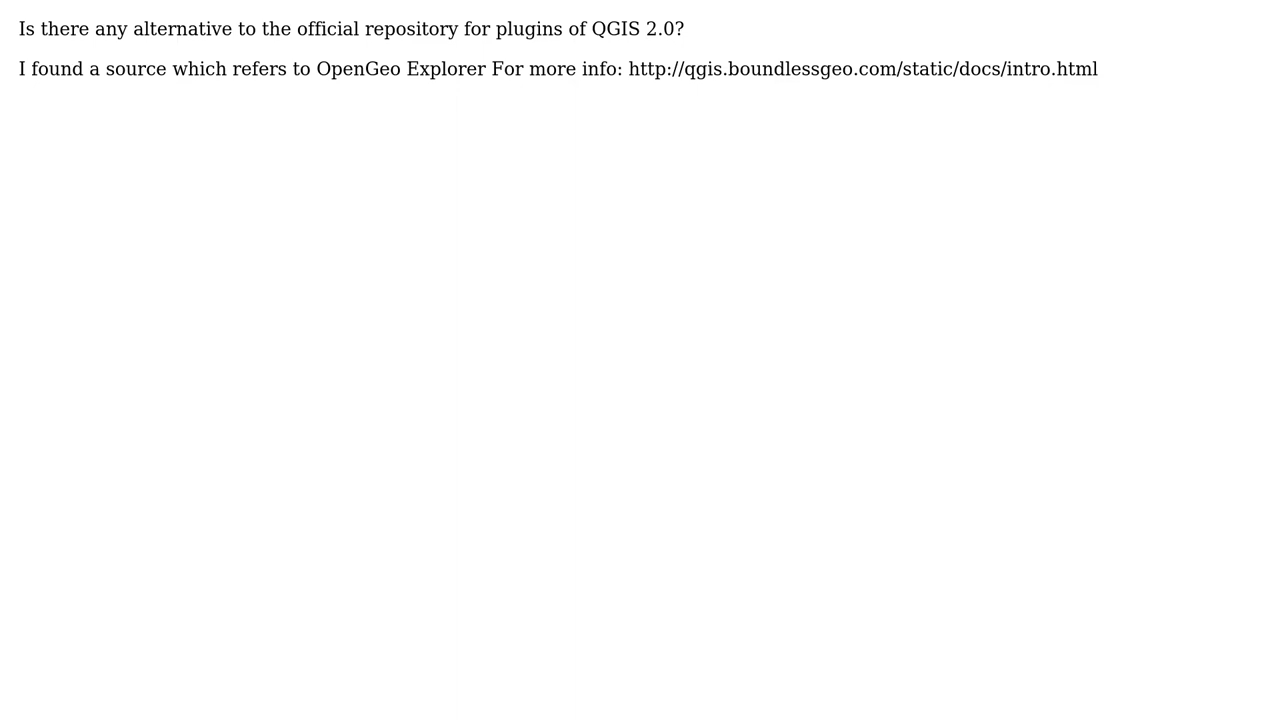 Is there any alternative to the official repository for plugins of QGIS 2.0?
I found a source which refers to OpenGeo Explorer For more info: http://qgis.boundlessgeo.com/static/docs/intro.html